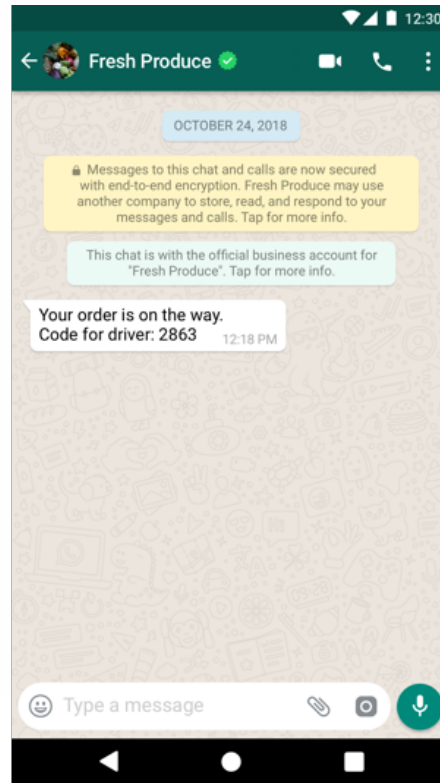 12:30
Fresh Produce
OCTOBER 24, 2018
Messages to this chat and calls are now secured
with end-to-end encryption. Fresh Produce may use
another company to store, read, and respond to your
messages and calls. Tap for more info.
This chat is with the official business account for
"Fresh Produce". Tap for more info.
Your order is on the way.
Code for driver: 2863 12:18 PM
Type a message